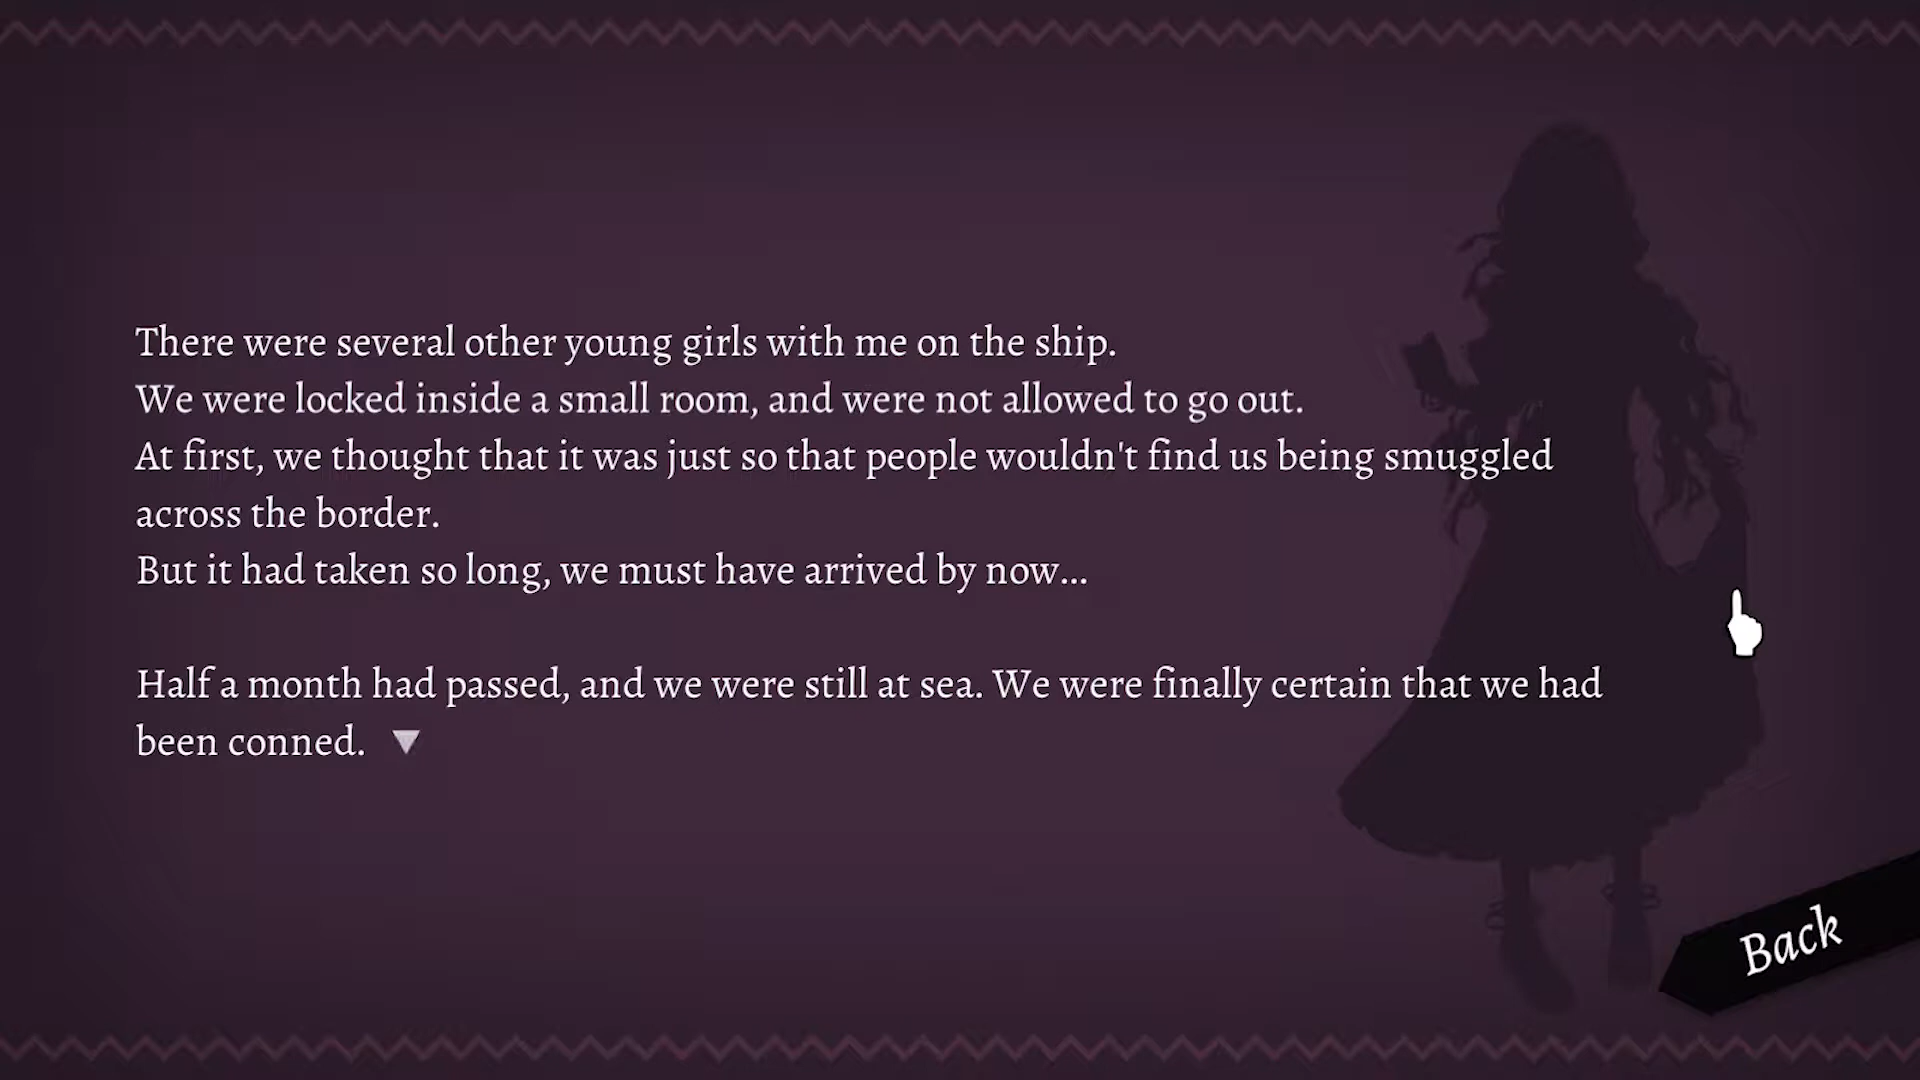 There were several other young girls with me on the ship.
We were locked inside a small room, and were not allowed to go out.
At first, we thought that it was just so that people wouldn't find us being smuggled
across the border.
But it had taken so long, we must have arrived by now...
Half a month had passed, and we were still at sea. We were finally certain that we had
been conned.
Back